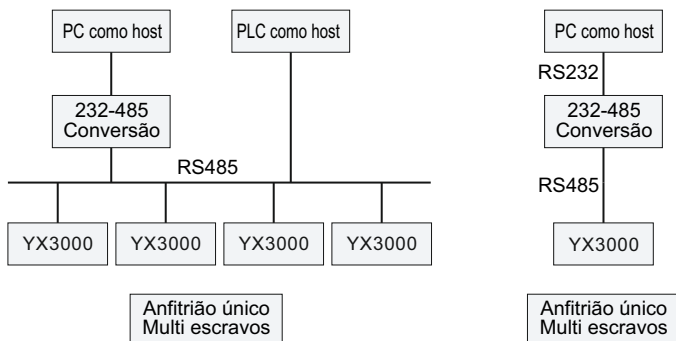 PC como host
PLC como host
232-485
Conversão
RS485
YX3000
YX3000
YX3000
YX3000
Anfitrião único
Multi escravos
PC como host
RS232
232-485
Conversão
RS485
YX3000
Anfitrião único
Multi escravos